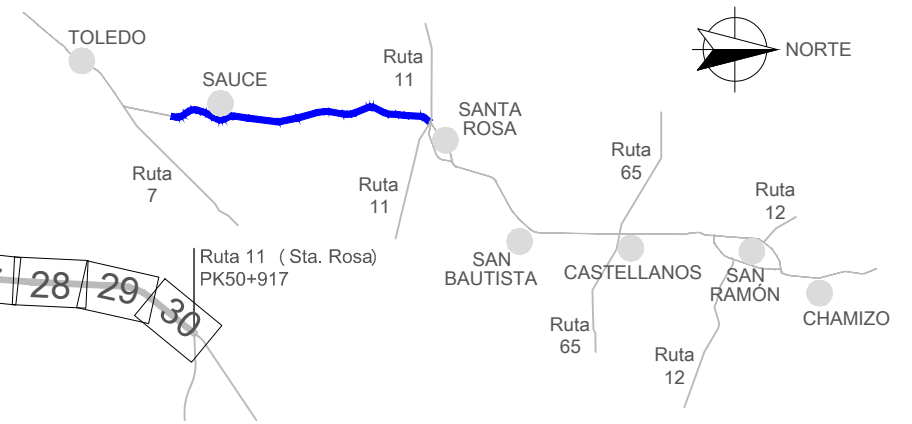 TOLEDO
NORTE
Ruta
11
SAUCE
SANTA
ROSA
Ruta
65
Ruta
7
Ruta
11
Ruta
12
Ruta 11 ( Sta. Rosa)
PK50+917
28
29
30
SAN
BAUTISTA
CASTELLANOS
SAN
RAMÓN
CHAMIZO
Ruta
65
Ruta
12